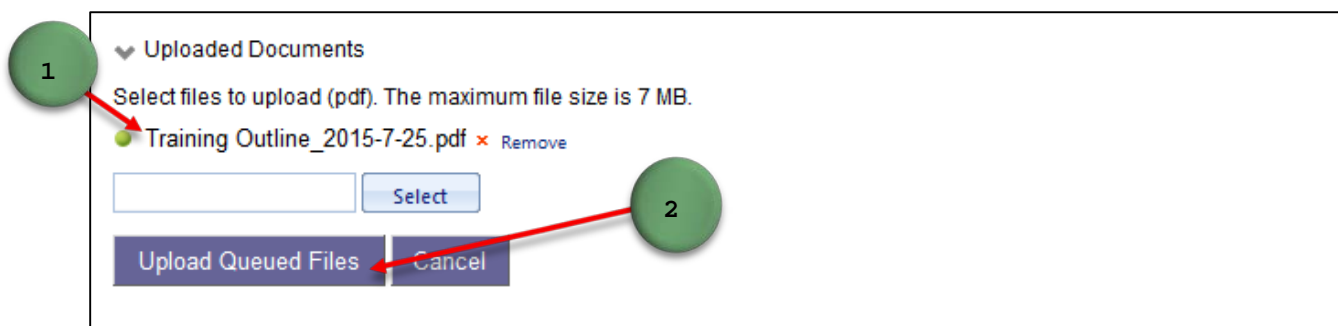 1
Uploaded Documents
Select files to upload (pdf). The maximum file size is 7 MB.
Training Outline_2015-7-25.pdf × Remove
Select
2
Upload Queued Files Cancel